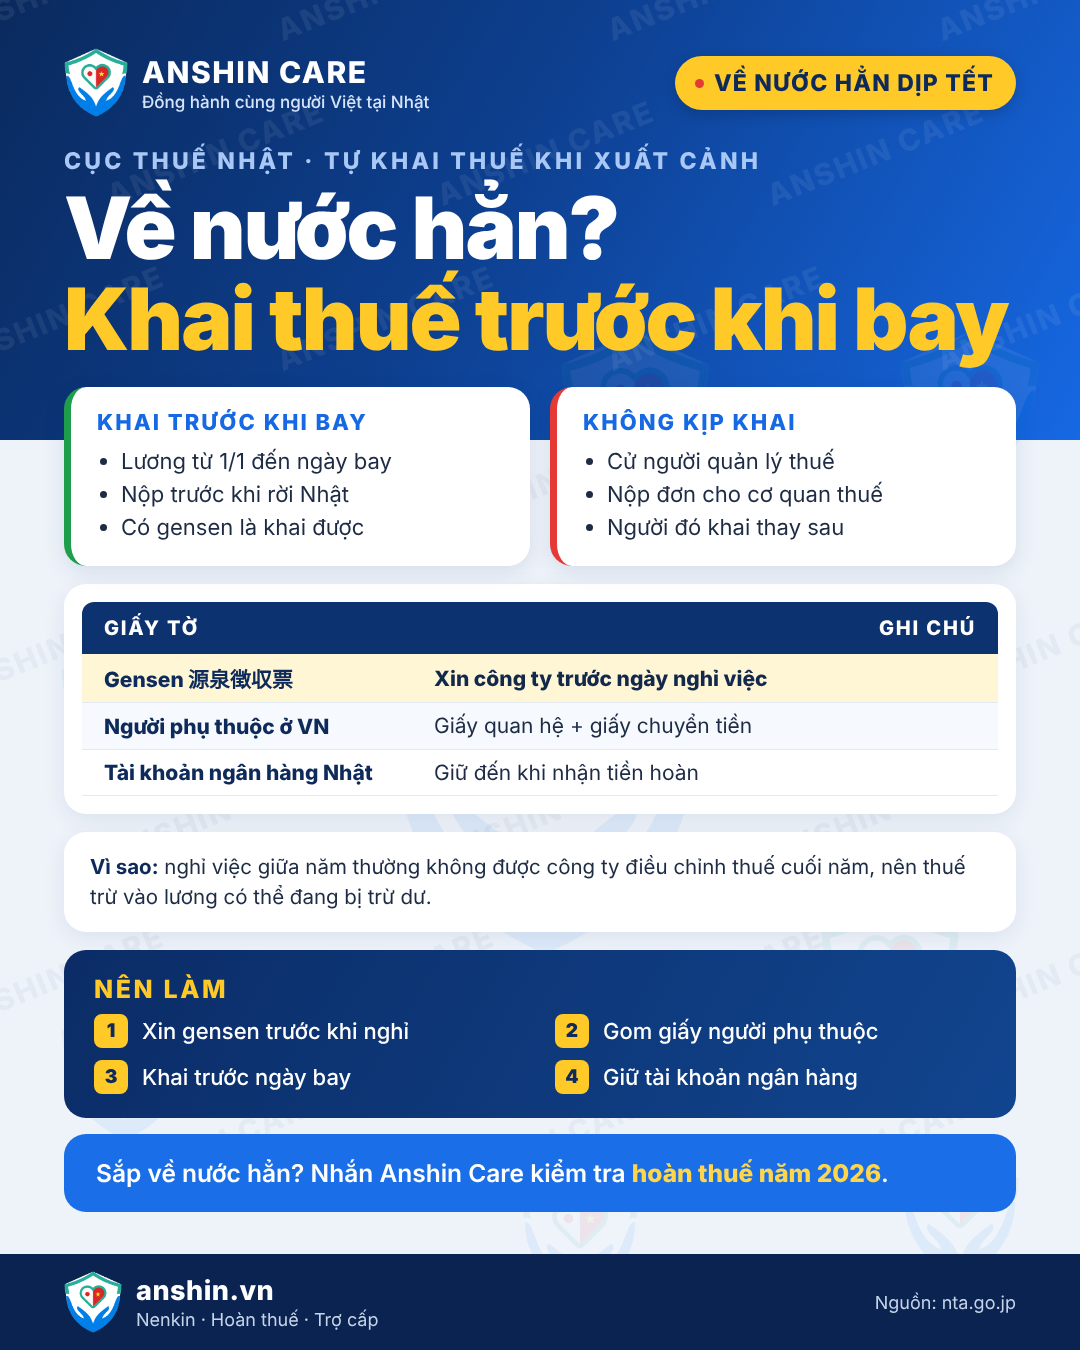 ANSHIN CARE
Đồng hành cùng người Việt tại Nhật
VỀ NƯỚC HẲN DỊP TẾT
CỤC THUẾ NHẬT · TỰ KHAI THUẾ KHI XUẤT CẢNH
Về nước hẳn?
Khai thuế trước khi bay
KHAI TRƯỚC KHI BAY
• Lương từ 1/1 đến ngày bay
• Nộp trước khi rời Nhật
• Có gensen là khai được
KHÔNG KỊP KHAI
• Cử người quản lý thuế
• Nộp đơn cho cơ quan thuế
• Người đó khai thay sau
GIẤY TỜ GHI CHÚ
Gensen 源泉徴収票 Xin công ty trước ngày nghỉ việc
Người phụ thuộc ở VN Giấy quan hệ + giấy chuyển tiền
Tài khoản ngân hàng Nhật Giữ đến khi nhận tiền hoàn
Vì sao: nghỉ việc giữa năm thường không được công ty điều chỉnh thuế cuối năm, nên thuế
trừ vào lương có thể đang bị trừ dư.
NÊN LÀM
1 Xin gensen trước khi nghỉ
2 Gom giấy người phụ thuộc
3 Khai trước ngày bay
4 Giữ tài khoản ngân hàng
Sắp về nước hẳn? Nhắn Anshin Care kiểm tra hoàn thuế năm 2026.
anshin.vn
Nenkin · Hoàn thuế · Trợ cấp
Nguồn: nta.go.jp